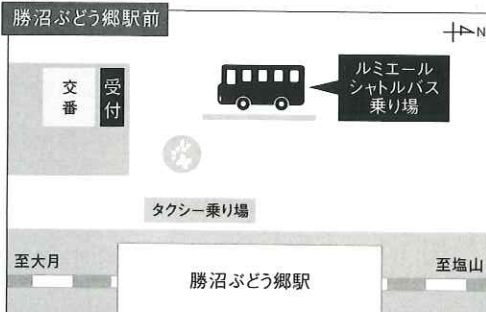 勝沼ぶどう郷駅前
N
交番
受付
ルミエール
シャトルバス
乗り場
タクシー乗り場
至大月
勝沼ぶどう郷駅
至塩山